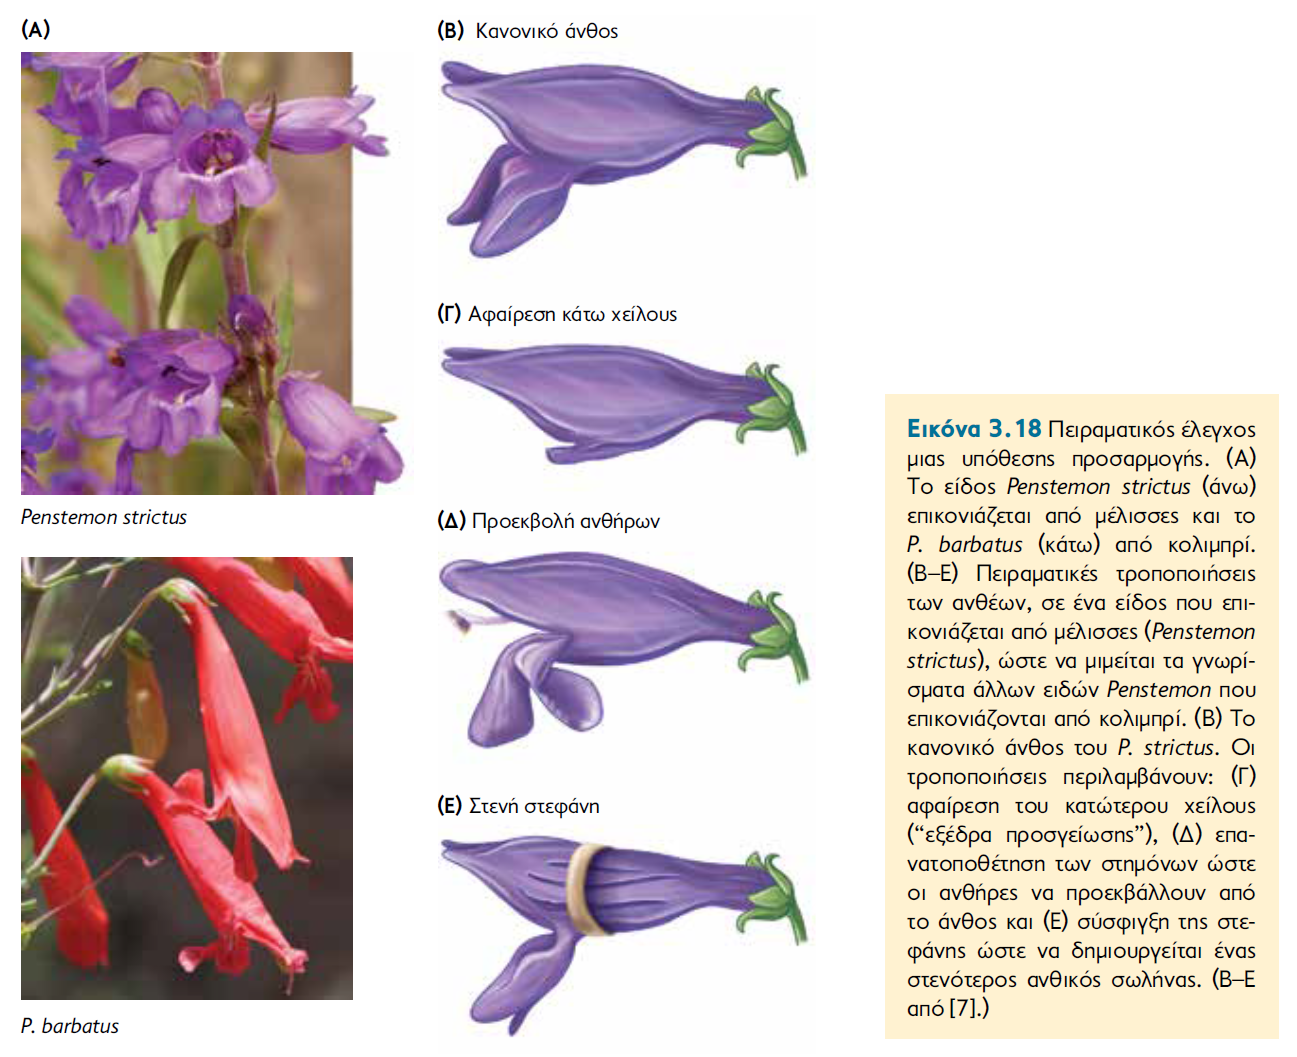 (Α)
Penstemon strictus
P. barbatus
(Β) Κανονικό άνθος
(Γ) Αφαίρεση κάτω χείλους
(Δ) Προεκβολή ανθήρων
(Ε) Στενή στεφάνη
Εικόνα 3.18 Πειραματικός έλεγχος
μιας υπόθεσης προσαρμογής. (Α)
Το είδος Penstemon strictus (άνω)
επικονιάζεται από μέλισσες και το
P. barbatus (κάτω) από κολιμπρί.
(Β–Ε) Πειραματικές τροποποιήσεις
των ανθέων, σε ένα είδος που επι-
κονιάζεται από μέλισσες (Penstemon
strictus), ώστε να μιμείται τα γνωρί-
σματα άλλων ειδών Penstemon που
επικονιάζονται από κολιμπρί. (Β) Το
κανονικό άνθος του P. strictus. Οι
τροποποιήσεις περιλαμβάνουν: (Γ)
αφαίρεση του κατώτερου χείλους
(“εξέδρα προσγείωσης”), (Δ) επα-
νατοποθέτηση των στημόνων ώστε
οι ανθήρες να προεκβάλλουν από
το άνθος και (Ε) σύσφιγξη της στε-
φάνης ώστε να δημιουργείται ένας
στενότερος ανθικός σωλήνας. (Β–Ε
από [7].)